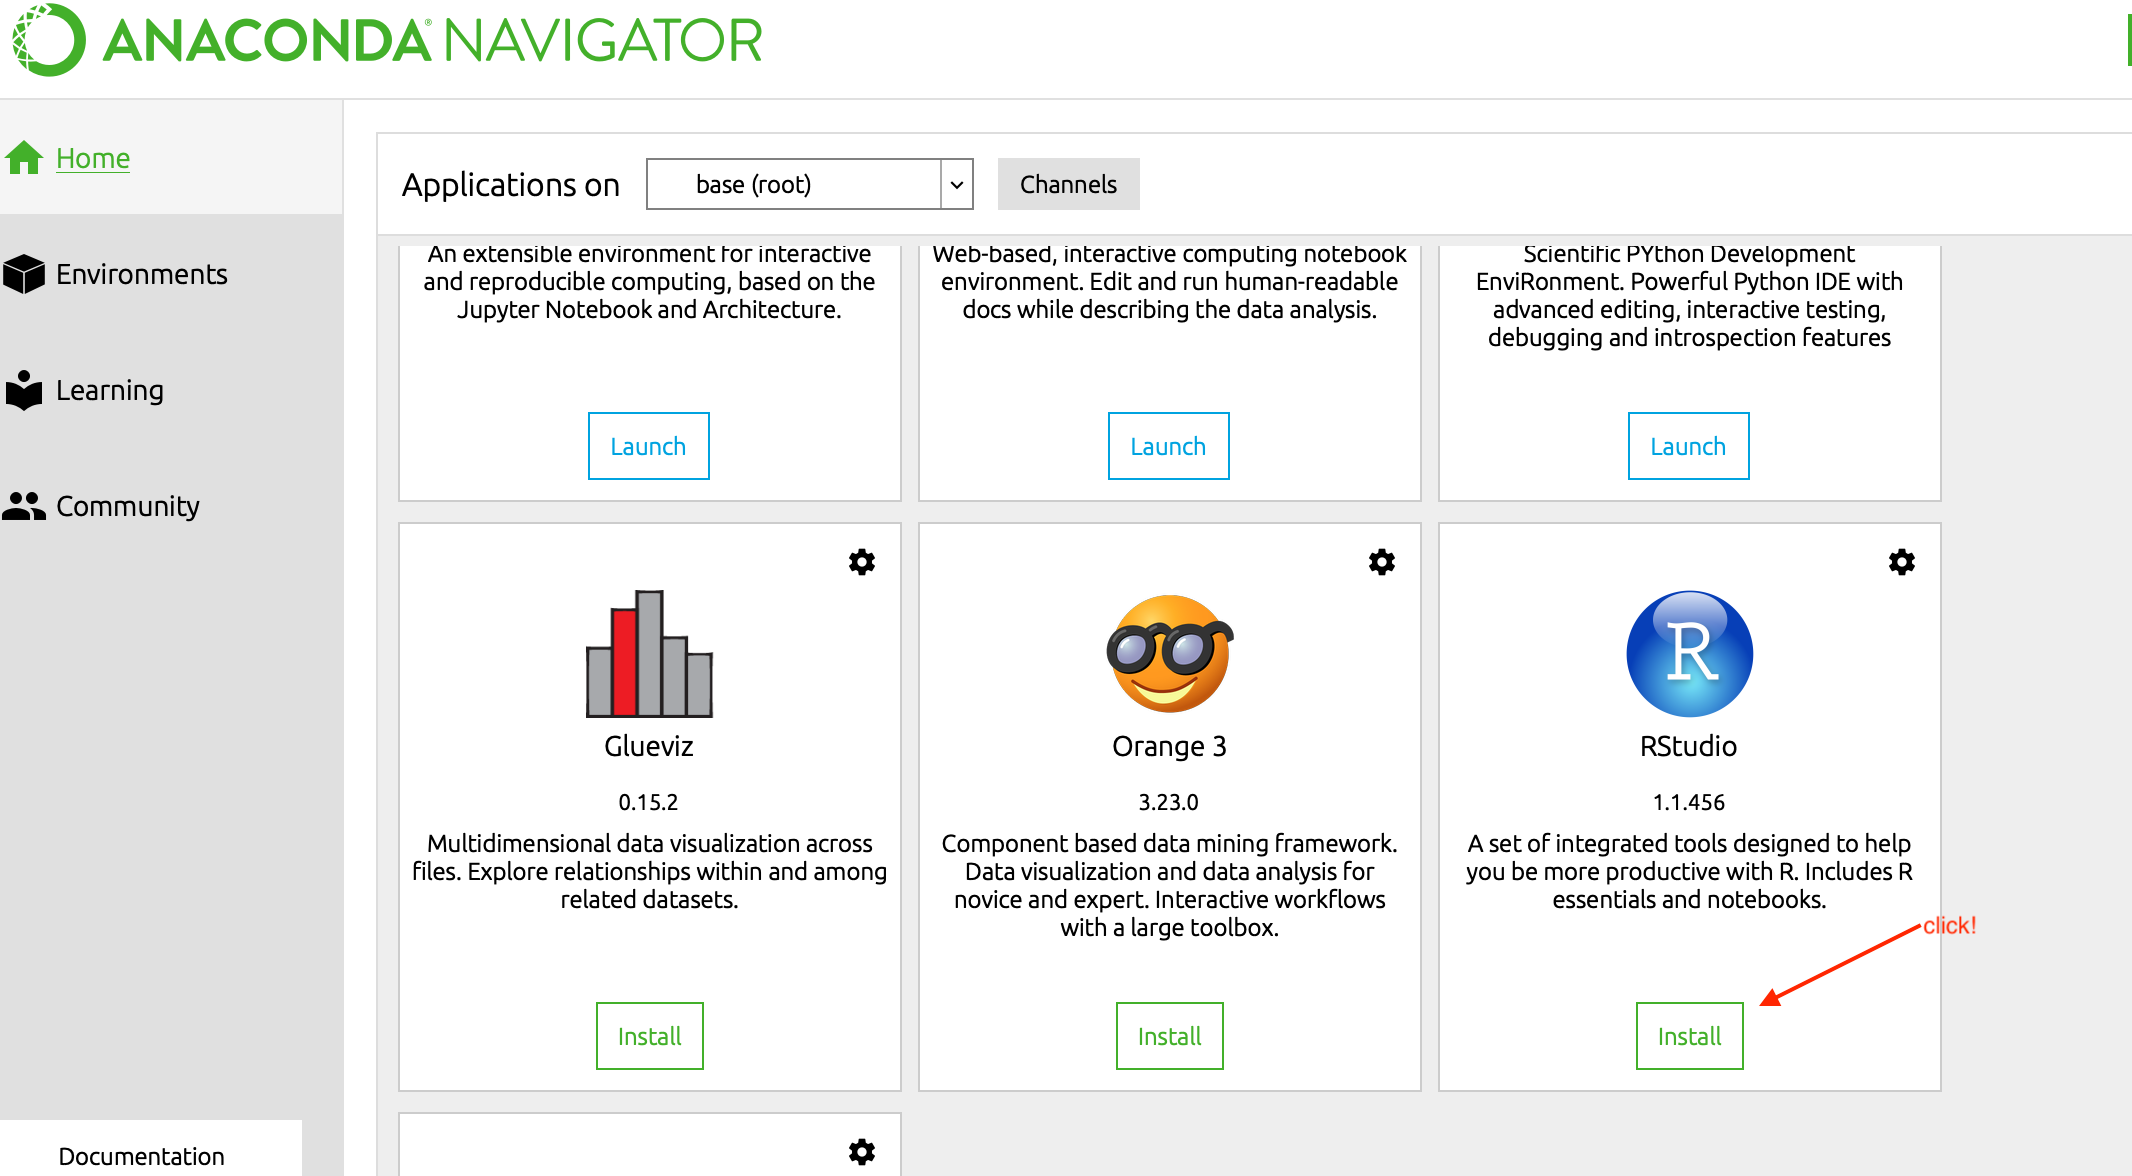 ANACONDA® NAVIGATOR
Home
Environments
Learning
Community
Documentation
Applications on
base (root)
Channels
An extensible environment for interactive
and reproducible computing, based on the
Jupyter Notebook and Architecture.
Launch
Web-based, interactive computing notebook
environment. Edit and run human-readable
docs while describing the data analysis.
Launch
Scientific PYthon Development
EnviRonment. Powerful Python IDE with
advanced editing, interactive testing,
debugging and introspection features
Launch
Glueviz
0.15.2
Multidimensional data visualization across
files. Explore relationships within and among
related datasets.
Install
Orange 3
3.23.0
Component based data mining framework.
Data visualization and data analysis for
novice and expert. Interactive workflows
with a large toolbox.
Install
R
RStudio
1.1.456
A set of integrated tools designed to help
you be more productive with R. Includes R
essentials and notebooks.
click!
Install